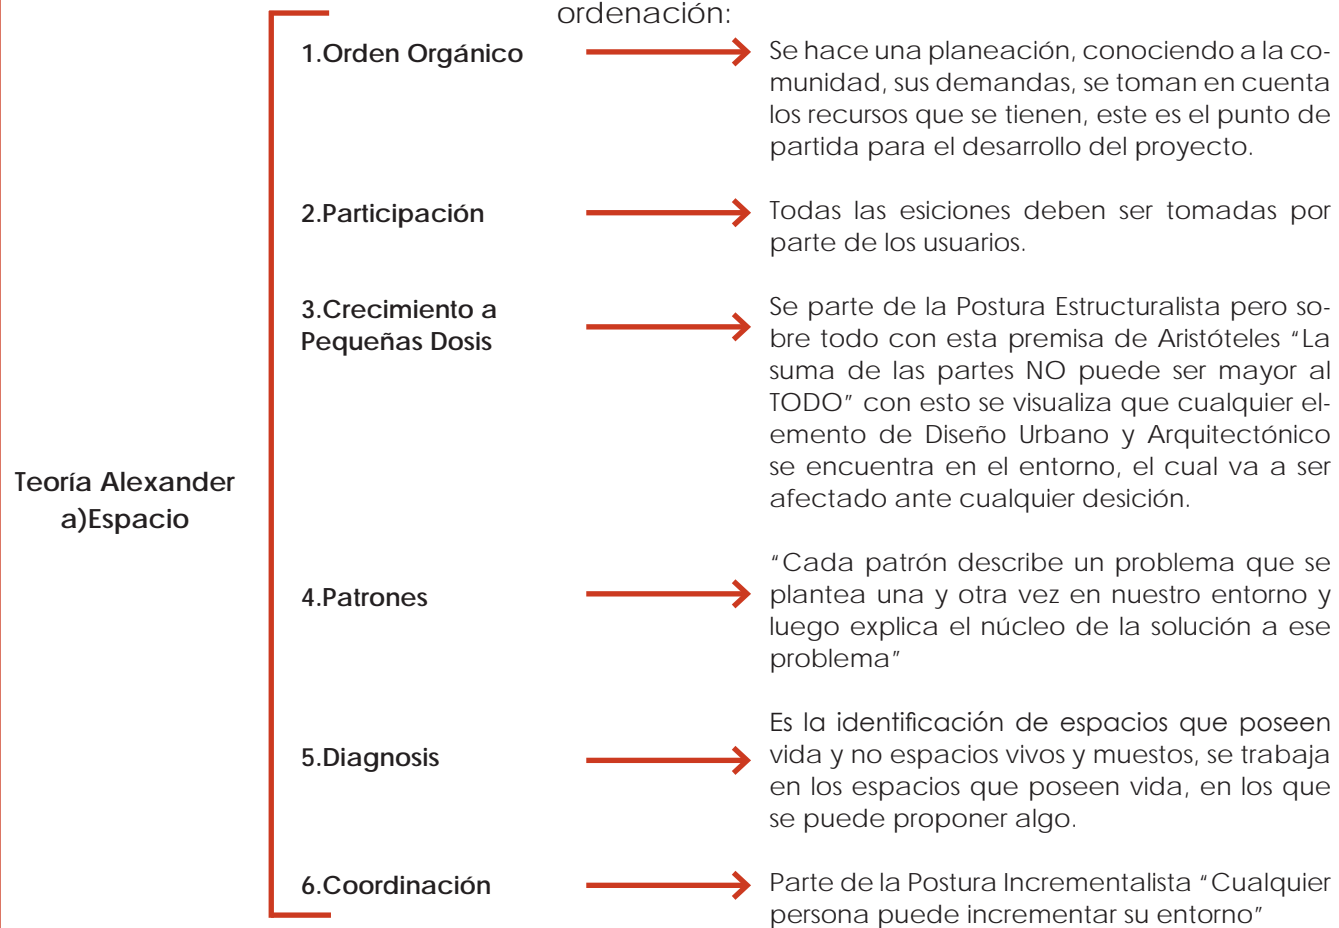 ordenación:
1.Orden Orgánico
Se hace una planeación, conociendo a la co-
munidad, sus demandas, se toman en cuenta
los recursos que se tienen, este es el punto de
partida para el desarrollo del proyecto.
2.Participación
Todas las esiciones deben ser tomadas por
parte de los usuarios.
3.Crecimiento a
Pequeñas Dosis
Se parte de la Postura Estructuralista pero so-
bre todo con esta premisa de Aristóteles "La
suma de las partes NO puede ser mayor al
TODO" con esto se visualiza que cualquier el-
emento de Diseño Urbano y Arquitectónico
se encuentra en el entorno, el cual va a ser
afectado ante cualquier desición.
Teoría Alexander
a)Espacio
4.Patrones
"Cada patrón describe un problema que se
plantea una y otra vez en nuestro entorno y
luego explica el núcleo de la solución a ese
problema"
5.Diagnosis
Es la identificación de espacios que poseen
vida y no espacios vivos y muestos, se trabaja
en los espacios que poseen vida, en los que
se puede proponer algo.
6.Coordinación
Parte de la Postura Incrementalista "Cualquier
persona puede incrementar su entorno"